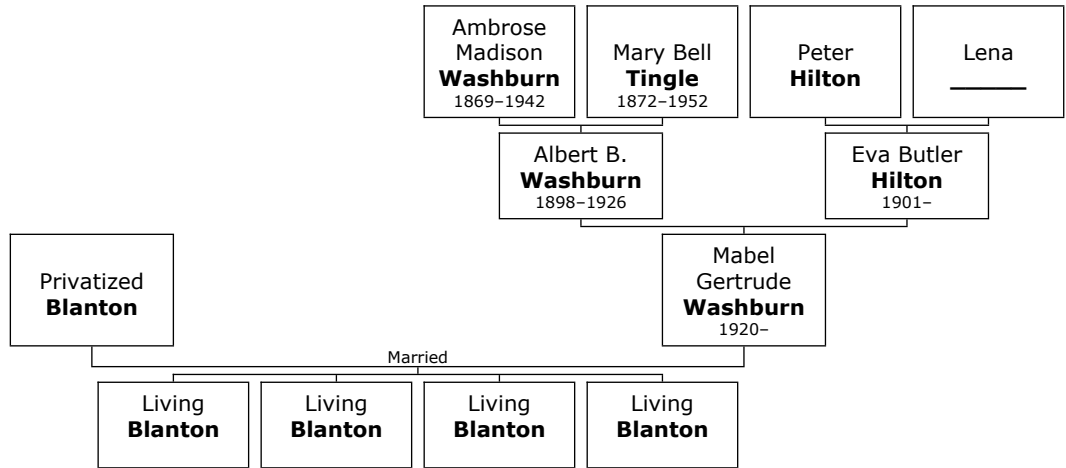 Ambrose
Madison
Washburn
1869–1942
Mary Bell
Tingle
1872–1952
Peter
Hilton
Lena
______
Albert B.
Washburn
1898–1926
Eva Butler
Hilton
1901–
Privatized
Blanton
Mabel
Gertrude
Washburn
1920–
Married
Living
Blanton
Living
Blanton
Living
Blanton
Living
Blanton